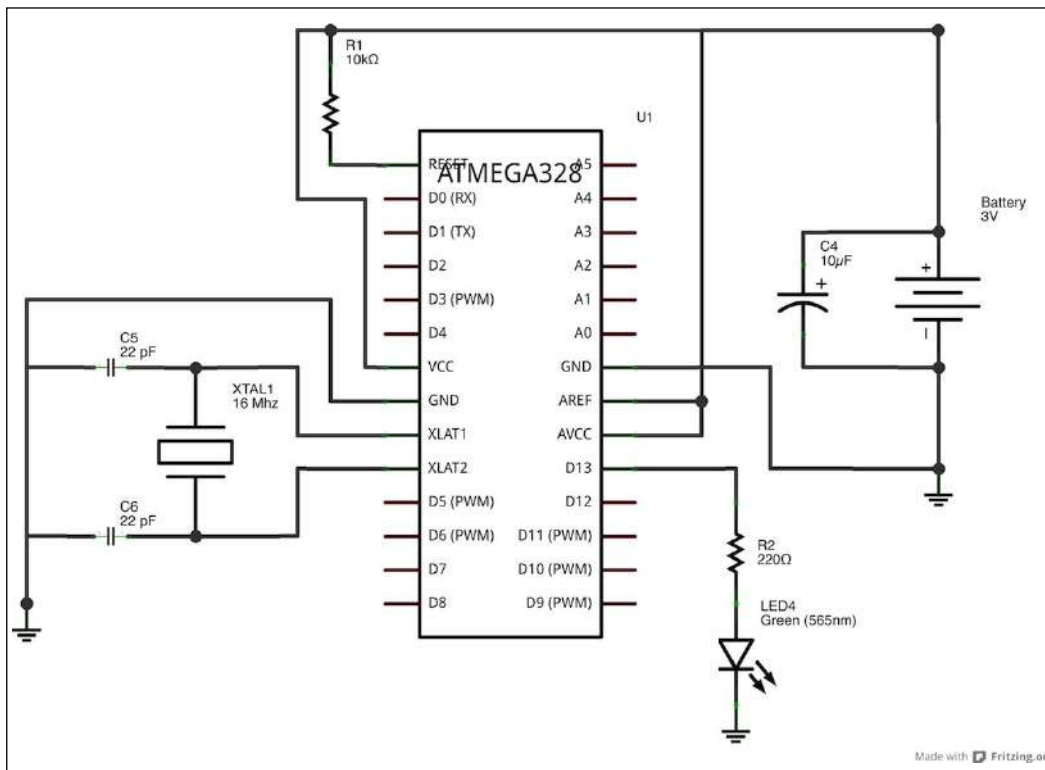 R1
10kΩ
U1
RESET
ATMEGA328
A5
D0 (RX)
A4
D1 (TX)
A3
D2
A2
D3 (PWM)
A1
D4
A0
VCC
GND
GND
AREF
XLAT1
AVCC
XLAT2
D13
D5 (PWM)
D12
D6 (PWM)
D11 (PWM)
D7
D10 (PWM)
D8
D9 (PWM)
Battery
3V
C4
10µF
+
+
C5
22 pF
XTAL1
16 Mhz
C6
22 pF
R2
220Ω
LED4
Green (565nm)
Made with Fritzing.or